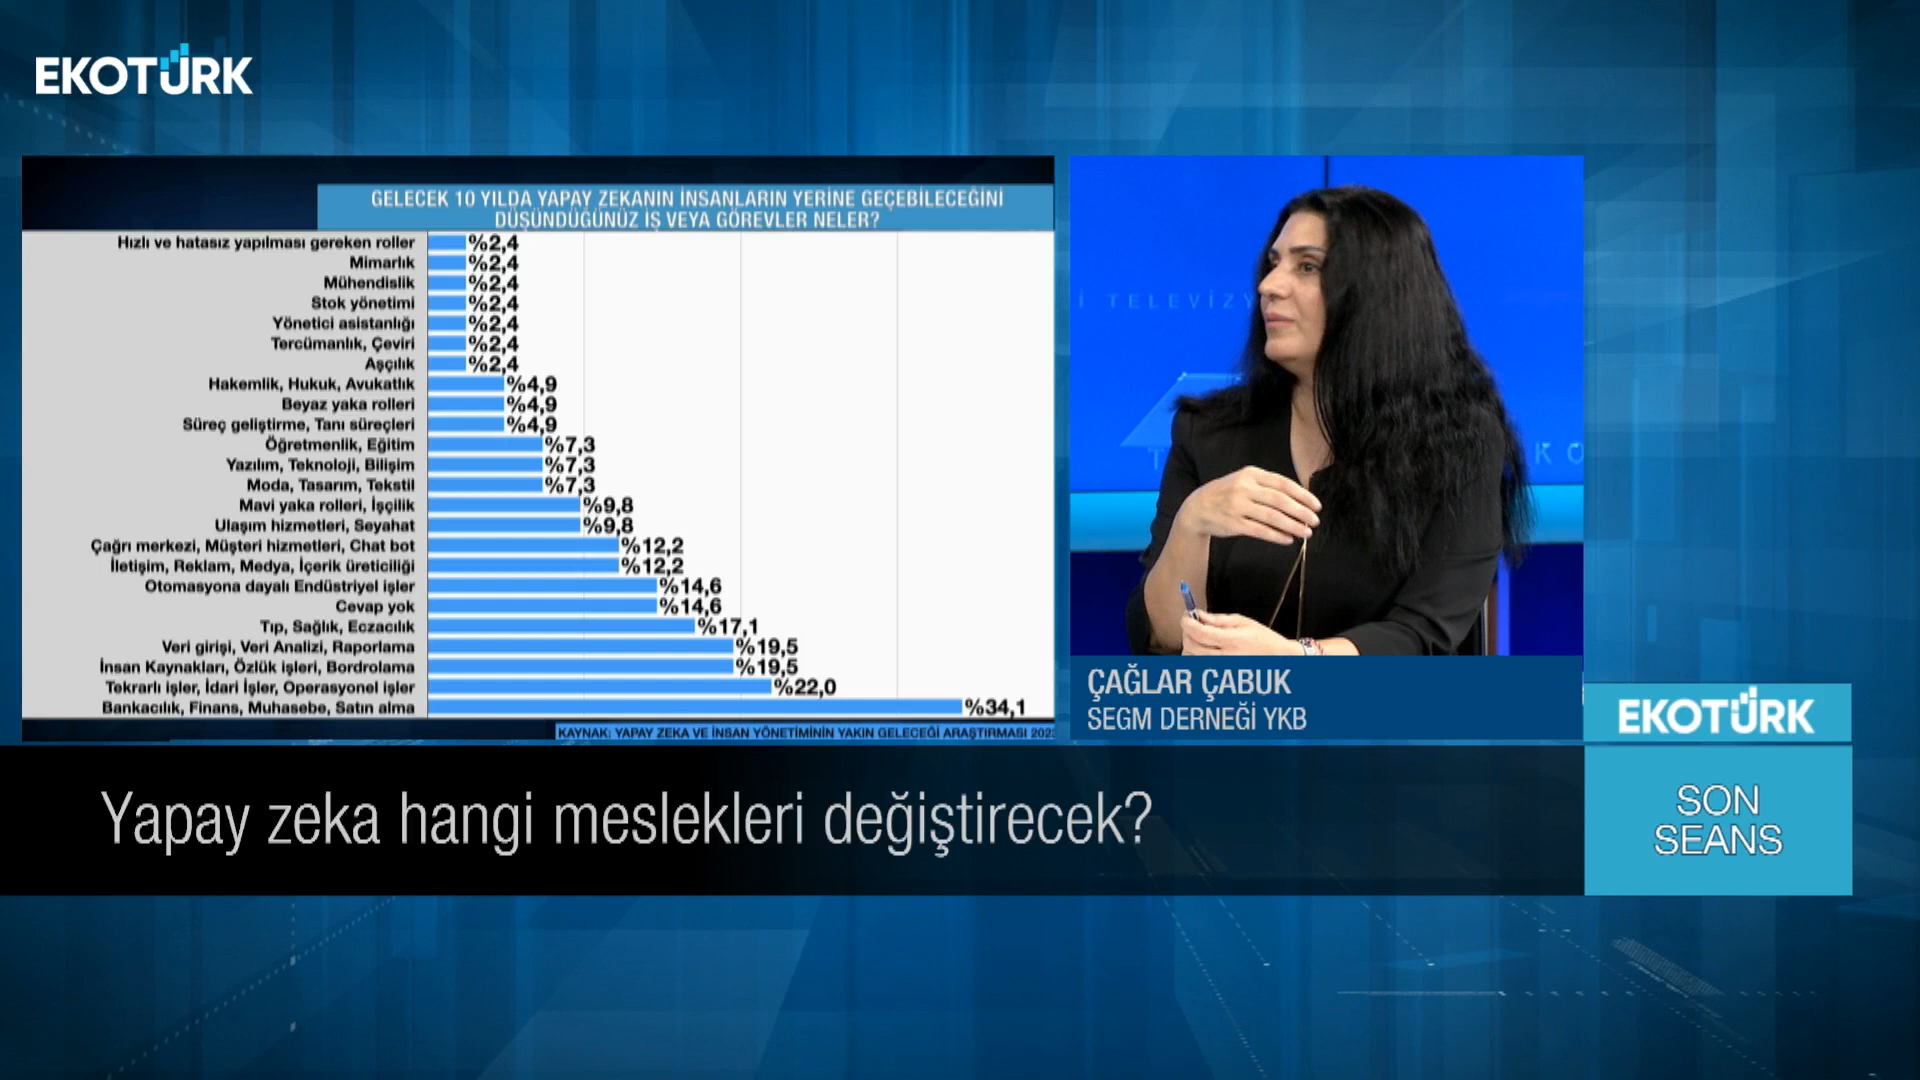 EKOTÜRK
GELECEK 10 YILDA YAPAY ZEKANIN İNSANLARIN YERİNE GEÇEBİLECEĞİNİ
DÜŞÜNDÜĞÜNÜZ İŞ VEYA GÖREVLER NELER?
Hızlı ve hatasız yapılması gereken roller %2,4
Mimarlık %2,4
Mühendislik %2,4
Stok yönetimi %2,4
Yönetici asistanlığı %2,4
Tercümanlık, Çeviri %2,4
Aşçılık %2,4
Hakemlik, Hukuk, Avukatlık %4,9
Beyaz yaka rolleri %4,9
Süreç geliştirme, Tanı süreçleri %4,9
Öğretmenlik, Eğitim %7,3
Yazılım, Teknoloji, Bilişim %7,3
Moda, Tasarım, Tekstil %7,3
Mavi yaka rolleri, İşçilik %9,8
Ulaşım hizmetleri, Seyahat %9,8
Çağrı merkezi, Müşteri hizmetleri, Chat bot %12,2
İletişim, Reklam, Medya, İçerik üreticiliği %12,2
Otomasyona dayalı Endüstriyel işler %14,6
Cevap yok %14,6
Tıp, Sağlık, Eczacılık %17,1
Veri girişi, Veri Analizi, Raporlama %19,5
İnsan Kaynakları, Özlük işleri, Bordrolama %19,5
Tekrarlı işler, İdari İşler, Operasyonel işler %22,0
Bankacılık, Finans, Muhasebe, Satın alma %34,1
KAYNAK: YAPAY ZEKA VE İNSAN YÖNETİMİNİN YAKIN GELECEĞİ ARAŞTIRMASI
İ TELEVİZY
ÇAĞLAR ÇABUK
SEGM DERNEĞİ YKB
EKOTÜRK
SON
SEANS
Yapay zeka hangi meslekleri değiştirecek?